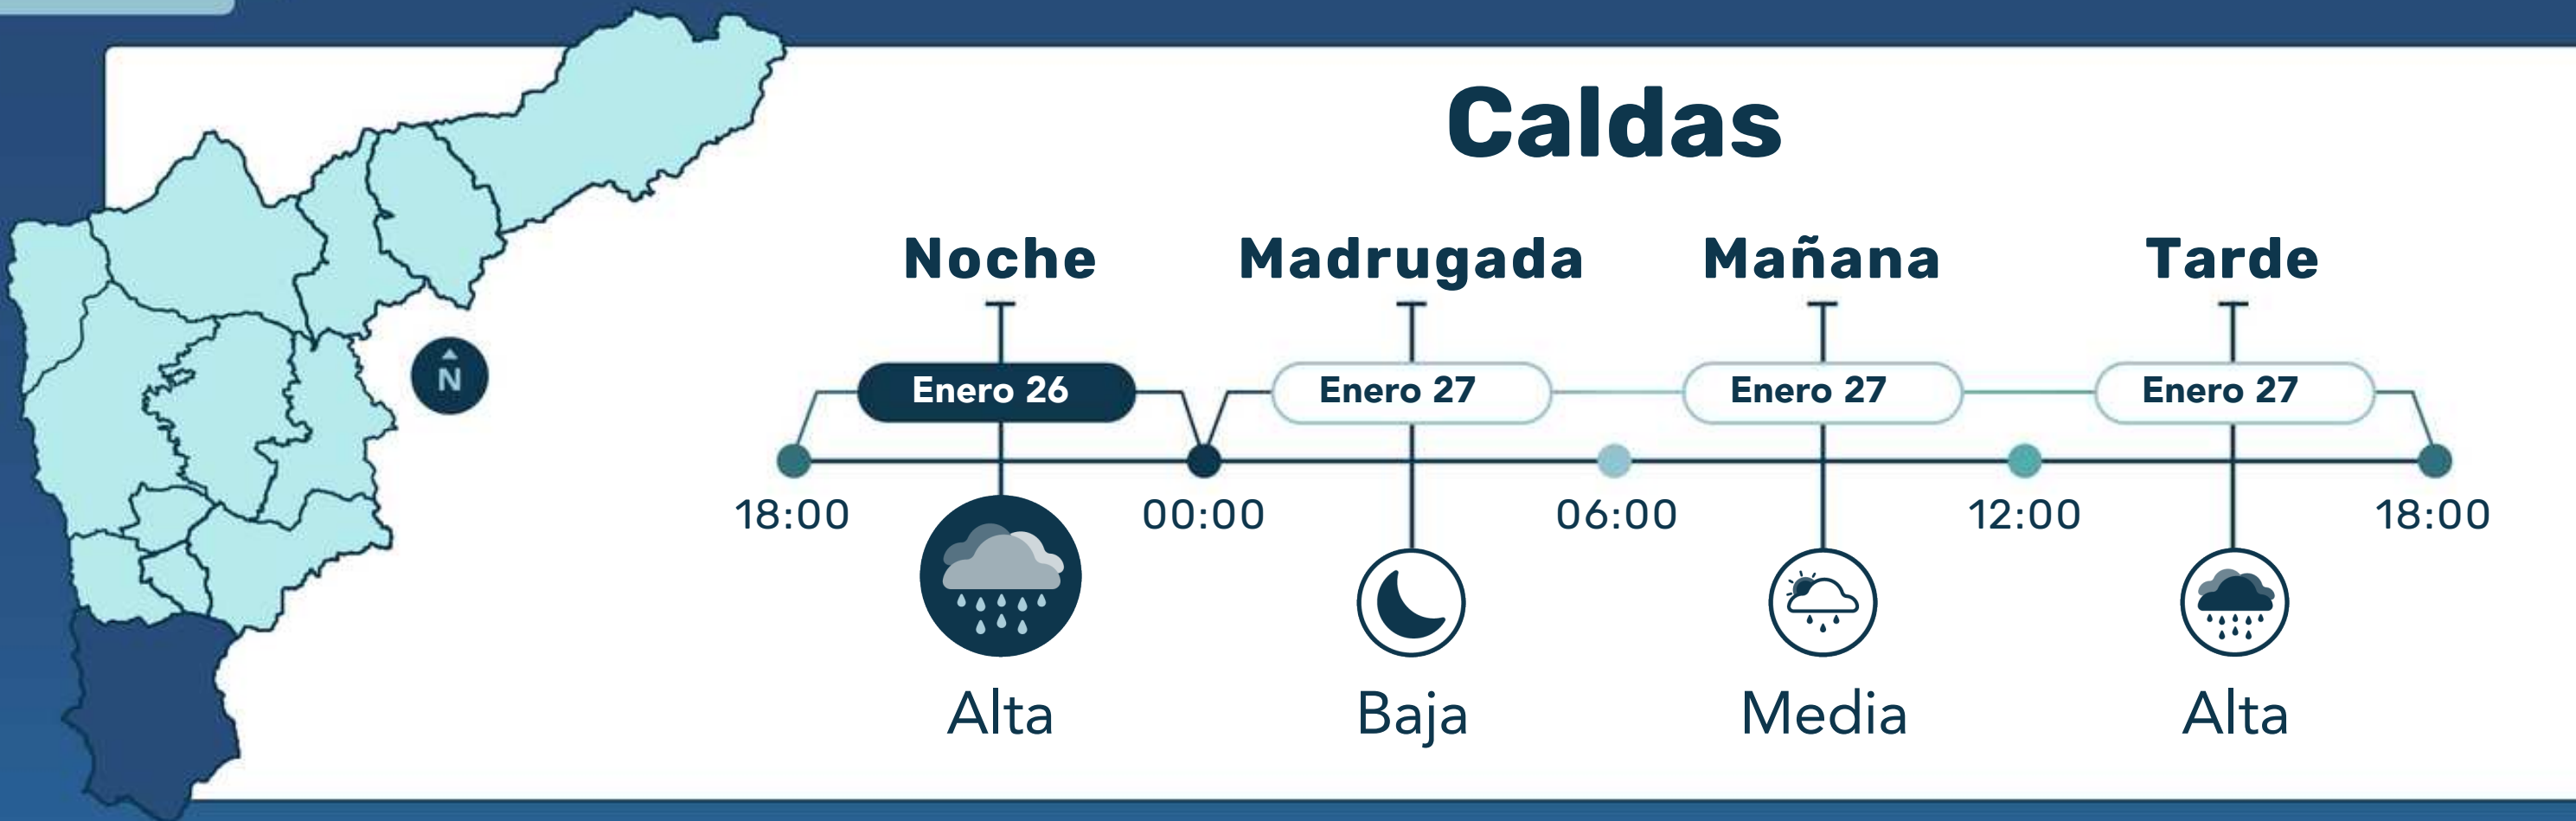 Caldas
Noche Madrugada Mañana Tarde
Enero 26 Enero 27 Enero 27 Enero 27
N
18:00 00:00 06:00 12:00 18:00
Alta Baja Media Alta